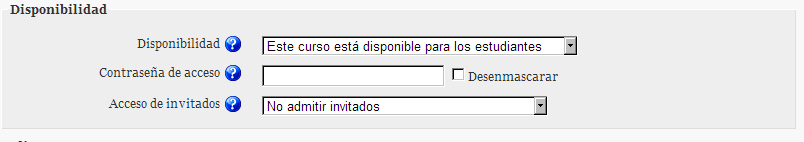 Disponibilidad
Disponibilidad ? Este curso está disponible para los estudiantes
Contraseña de acceso ? Desenmascarar
Acceso de invitados ? No admitir invitados